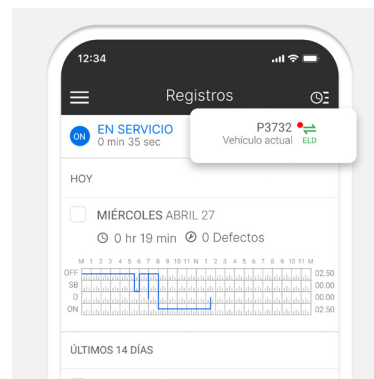 12:34
Registros
ON EN SERVICIO
0 min 35 sec
P3732
Vehículo actual ELD
HOY
MIÉRCOLES ABRIL 27
0 hr 19 min 0 Defectos
M 1 2 3 4 5 6 7 8 9 10 11 N 1 2 3 4 5 6 7 8 9 10 11 M
OFF 02.50
SB 00.00
D 00.00
ON 02.50
ÚLTIMOS 14 DÍAS